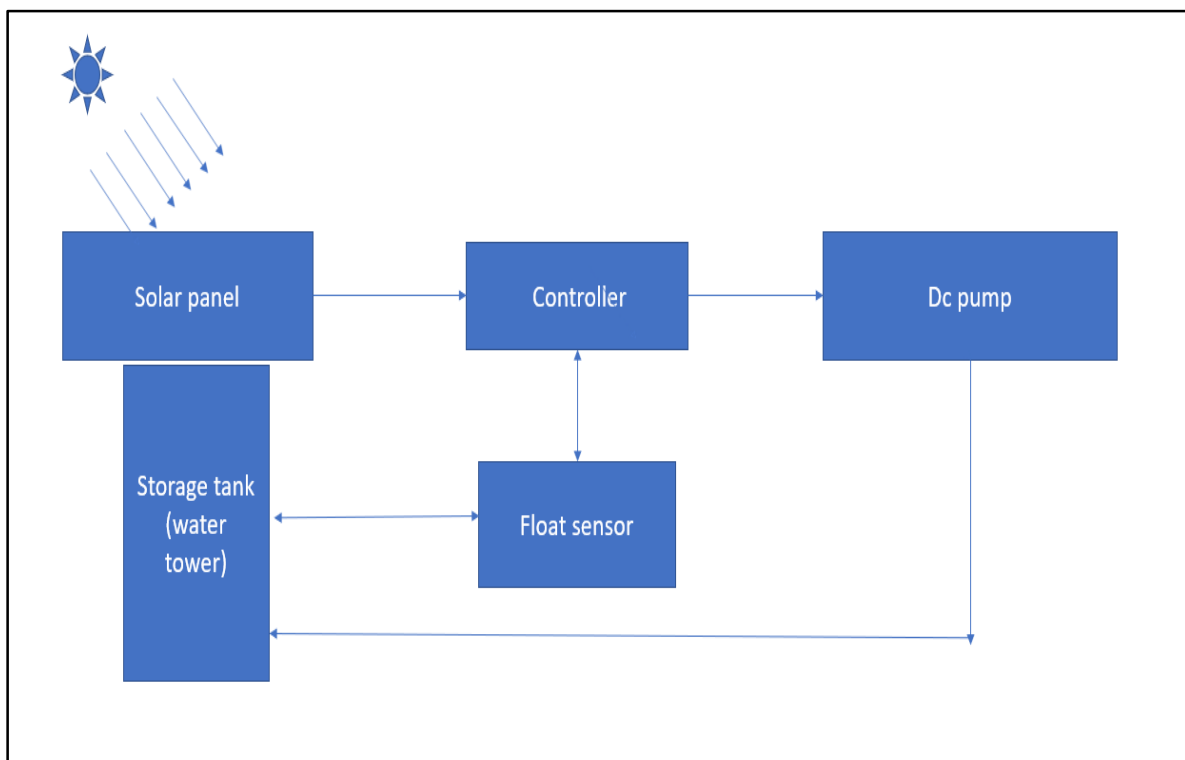 Solar panel
Controller
Dc pump
Storage tank
(water
tower)
Float sensor